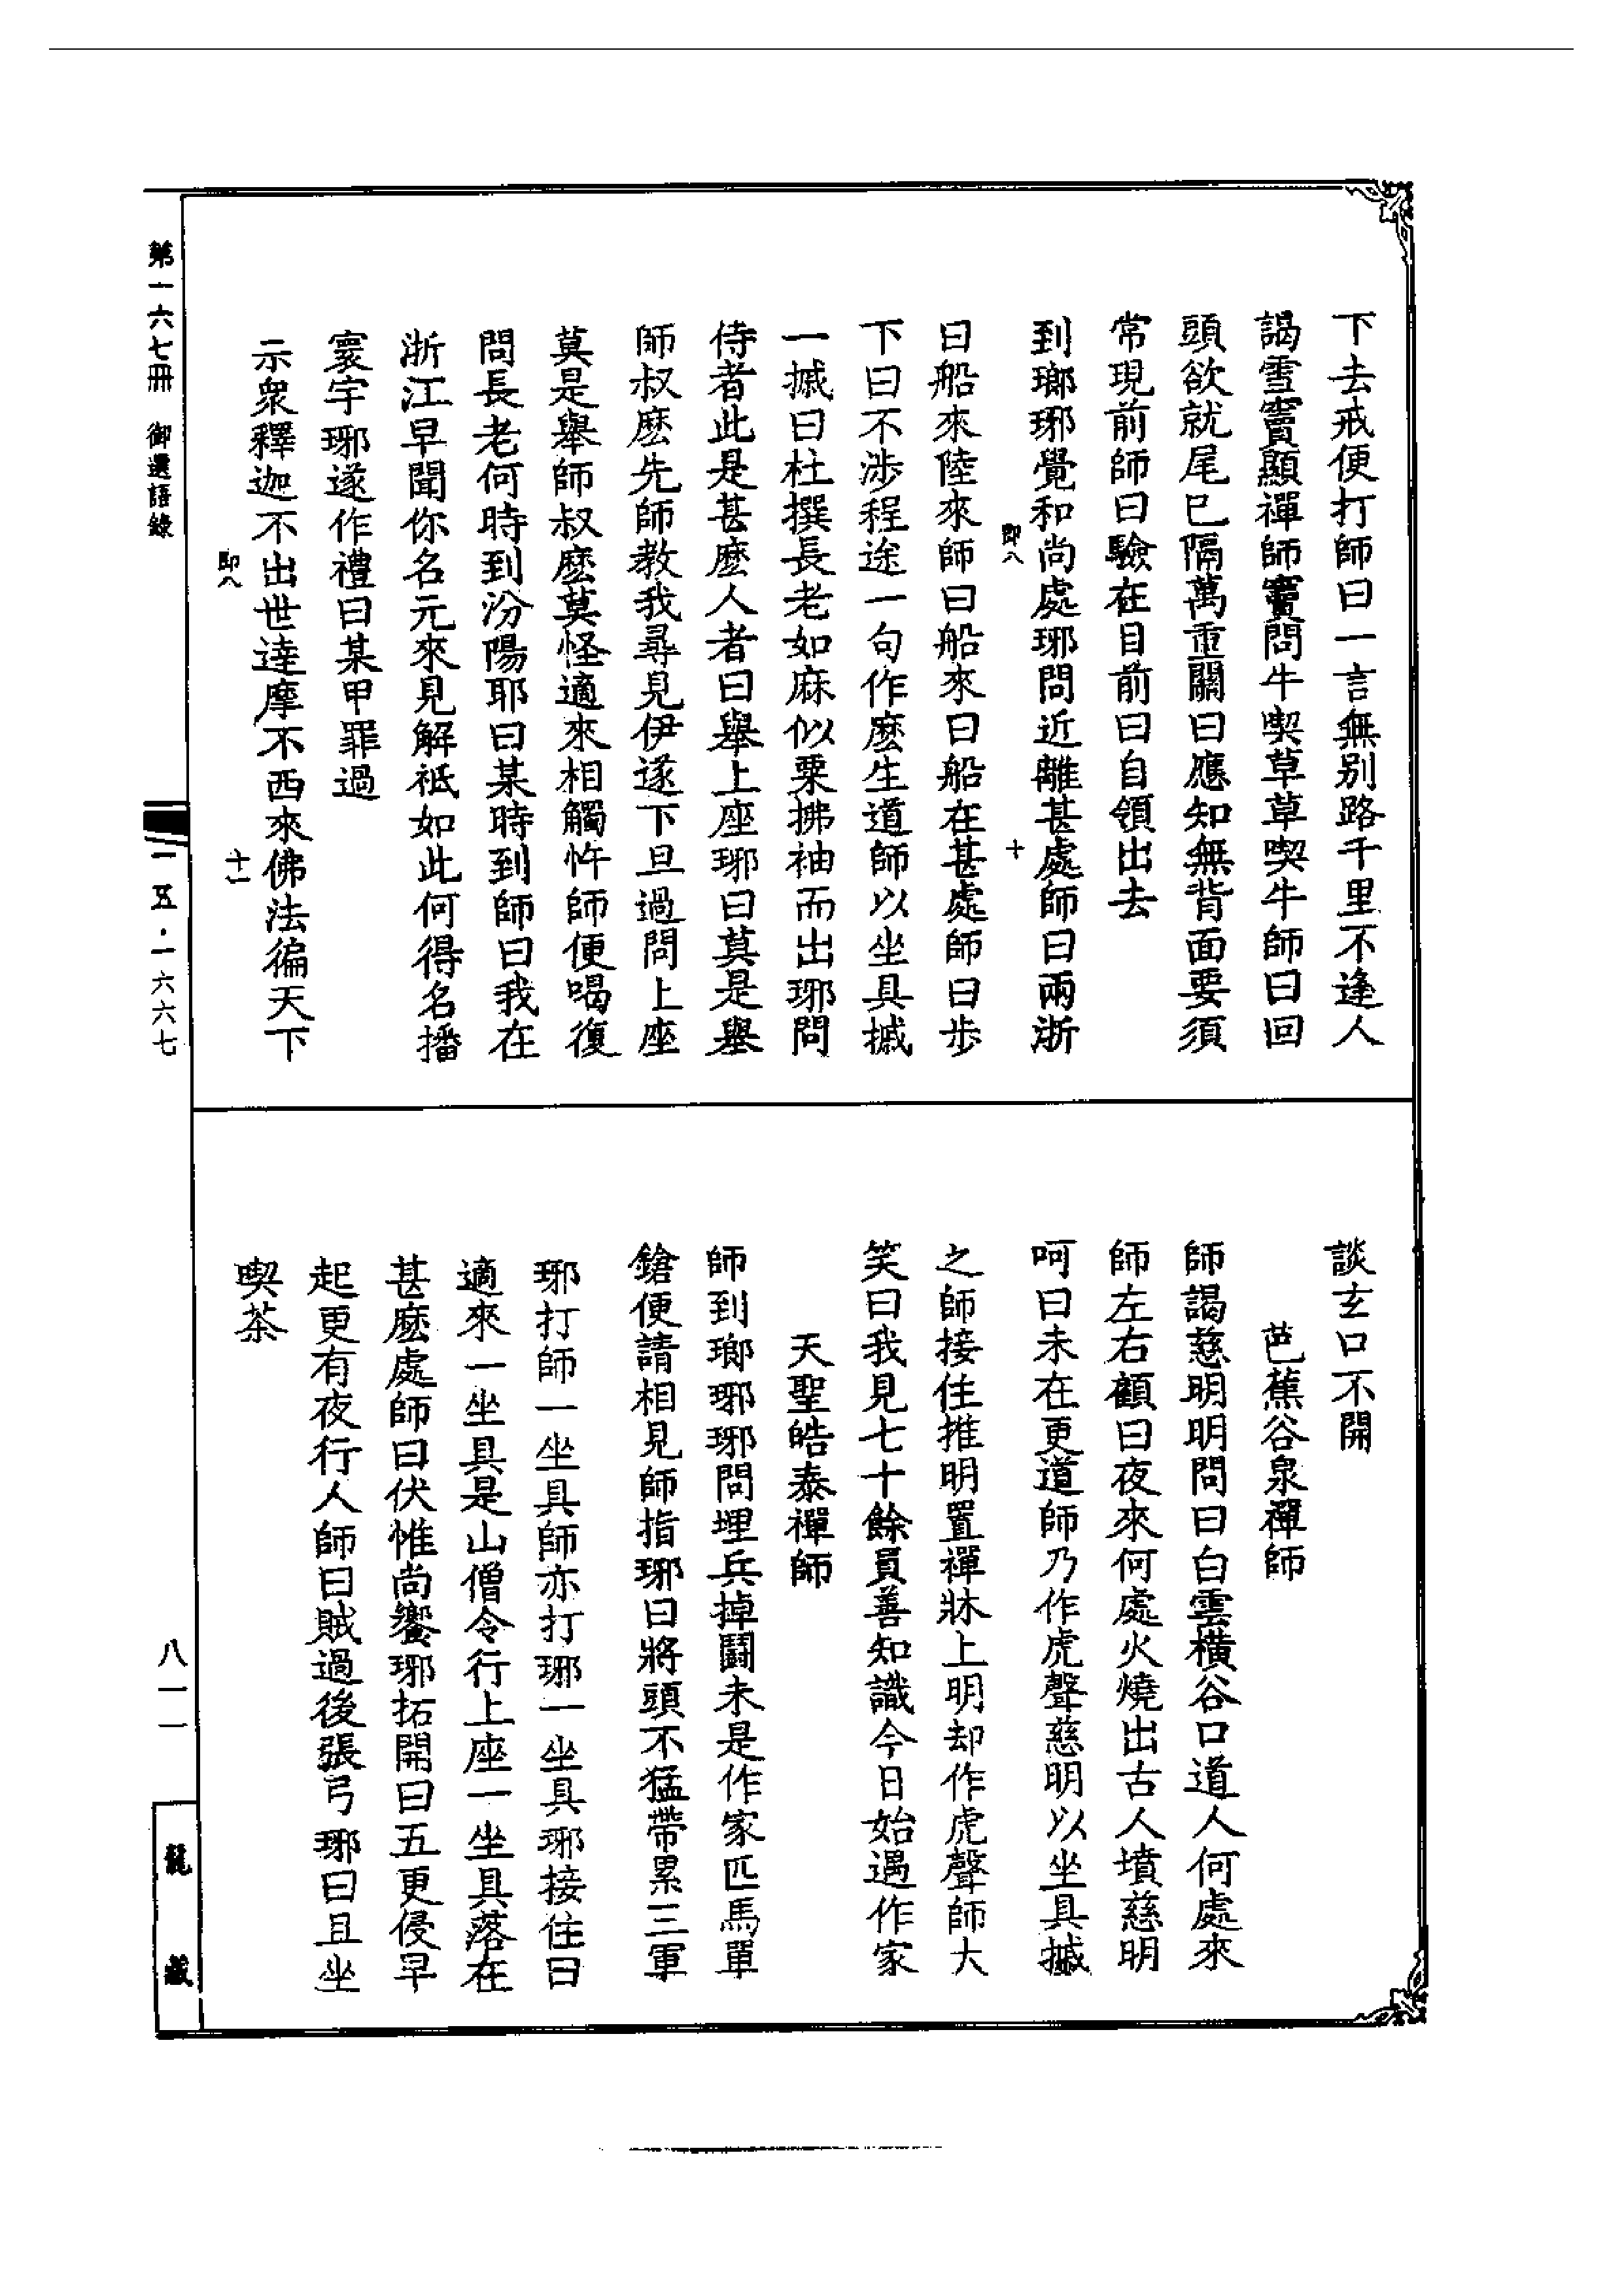 下去戒便打師曰一言無别路千里不逢人
謁雪竇顯禪師竇問牛喫草草喫牛師曰回
頭欲就尾巳隔萬重關曰應知無背面要須
常現前師曰驗在目前曰自領出去
到瑯琊覺和尚處琊問近離甚處師曰兩浙
即八
十
曰船來陸來師曰船來曰船在甚處師曰步
下曰不涉程途一句作麽生道師以坐具摵
一摵曰杜撰長老如麻似粟拂袖而出琊問
侍者此是甚麽人者曰舉上座琊曰莫是舉
師叔麽先師教我尋見伊遂下旦過問上座
莫是舉師叔麽莫怪適來相觸忤師便喝復
問長老何時到汾陽耶曰某時到師曰我在
浙江早聞你名元來見解祇如此何得名播
寰宇琊遂作禮曰某甲罪過
示衆釋迦不出世逹摩不西來佛法徧天下
即八
十一
談玄口不開
芭蕉谷泉禪師
師謁慈明明問曰白雲横谷口道人何處來
師左右顧曰夜來何處火燒出古人墳慈明
呵曰未在更道師乃作虎聲慈明以坐具摵
之師接住推明置禪牀上明却作虎聲師大
笑曰我見七十餘員善知識今日始遇作家
天聖皓泰禪師
師到瑯琊琊問埋兵掉鬭未是作家匹馬單
鎗便請相見師指琊曰將頭不猛帶累三軍
琊打師一坐具師亦打琊一坐具琊接住曰
適來一坐具是山僧令行上座一坐具落在
甚麽處師曰伏惟尚饗琊拓開曰五更侵早
起更有夜行人師曰賊過後張弓琊曰且坐
喫茶
第一六七冊 御選語錄
一五·一六六七
八一一
龍藏